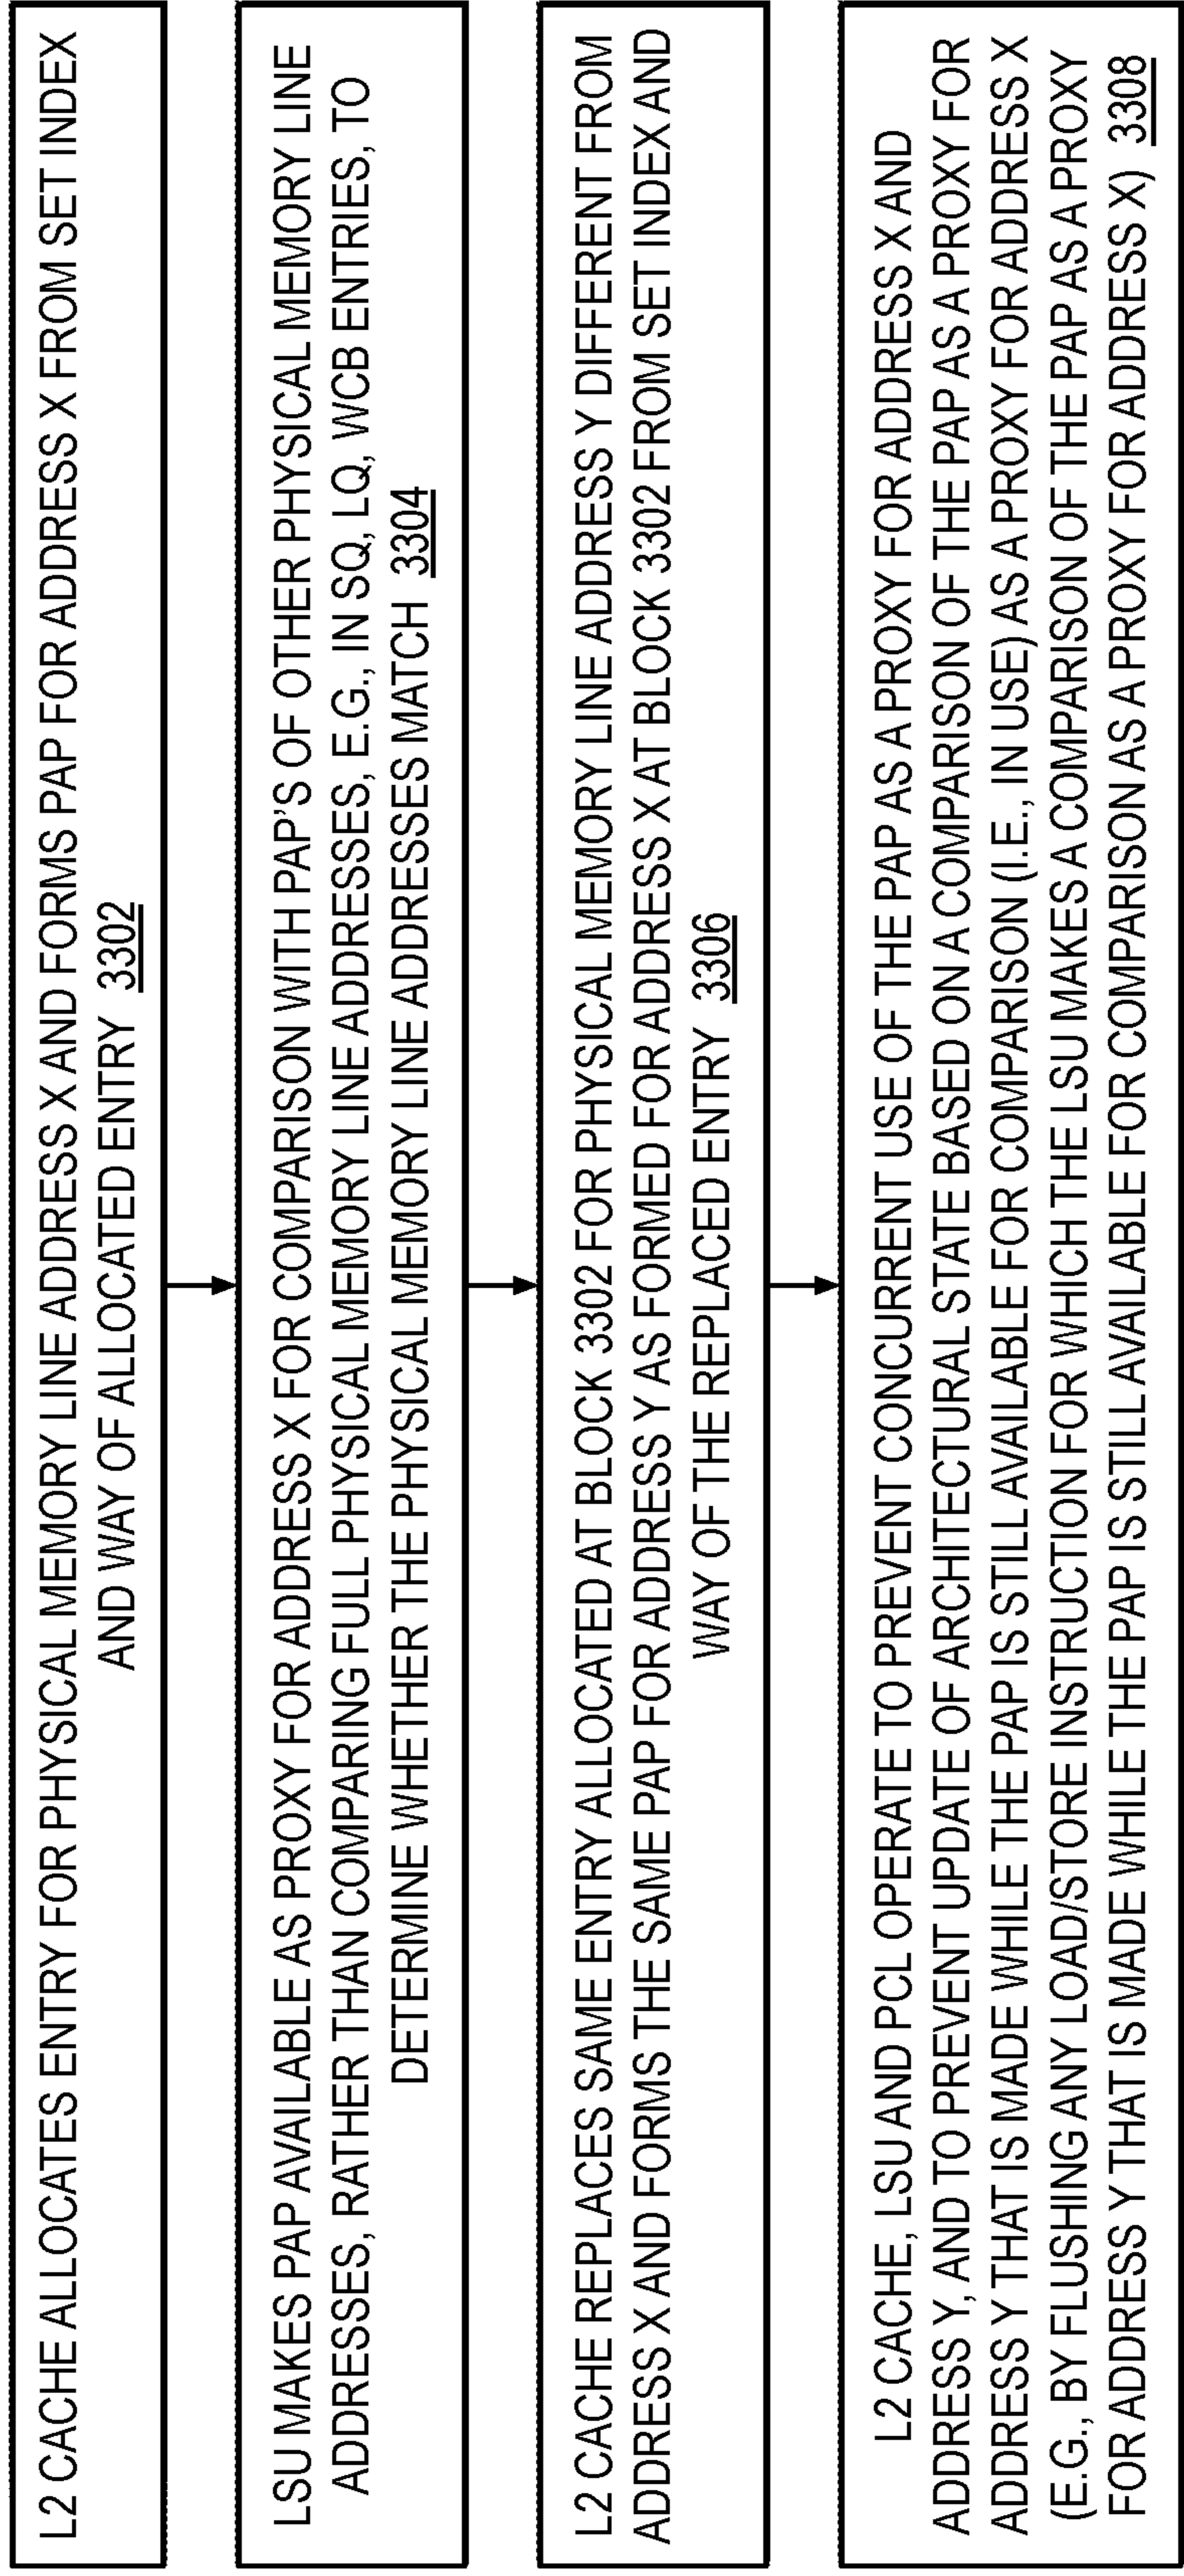 L2 CACHE ALLOCATES ENTRY FOR PHYSICAL MEMORY LINE ADDRESS X AND FORMS PAP FOR ADDRESS X FROM SET INDEX
AND WAY OF ALLOCATED ENTRY 3302
LSU MAKES PAP AVAILABLE AS PROXY FOR ADDRESS X FOR COMPARISON WITH PAP'S OF OTHER PHYSICAL MEMORY LINE
ADDRESSES, RATHER THAN COMPARING FULL PHYSICAL MEMORY LINE ADDRESSES, E.G., IN SQ, LQ, WCB ENTRIES, TO
DETERMINE WHETHER THE PHYSICAL MEMORY LINE ADDRESSES MATCH 3304
L2 CACHE REPLACES SAME ENTRY ALLOCATED AT BLOCK 3302 FOR PHYSICAL MEMORY LINE ADDRESS Y DIFFERENT FROM
ADDRESS X AND FORMS THE SAME PAP FOR ADDRESS Y AS FORMED FOR ADDRESS X AT BLOCK 3302 FROM SET INDEX AND
WAY OF THE REPLACED ENTRY 3306
L2 CACHE, LSU AND PCL OPERATE TO PREVENT CONCURRENT USE OF THE PAP AS A PROXY FOR ADDRESS X AND
ADDRESS Y, AND TO PREVENT UPDATE OF ARCHITECTURAL STATE BASED ON A COMPARISON OF THE PAP AS A PROXY FOR
ADDRESS Y THAT IS MADE WHILE THE PAP IS STILL AVAILABLE FOR COMPARISON (I.E., IN USE) AS A PROXY FOR ADDRESS X
(E.G., BY FLUSHING ANY LOAD/STORE INSTRUCTION FOR WHICH THE LSU MAKES A COMPARISON OF THE PAP AS A PROXY
FOR ADDRESS Y THAT IS MADE WHILE THE PAP IS STILL AVAILABLE FOR COMPARISON AS A PROXY FOR ADDRESS X) 3308